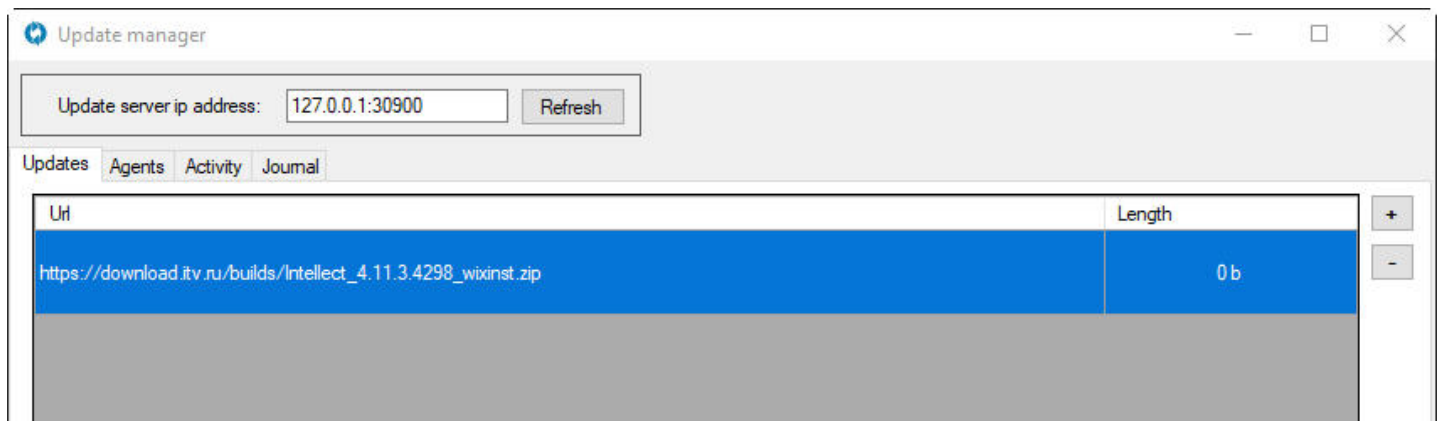 Update manager
Update server ip address: 127.0.0.1:30900 Refresh
Updates Agents Activity Journal
Url Length +
https://download.itv.ru/builds/Intellect_4.11.3.4298_wixinst.zip 0 b -